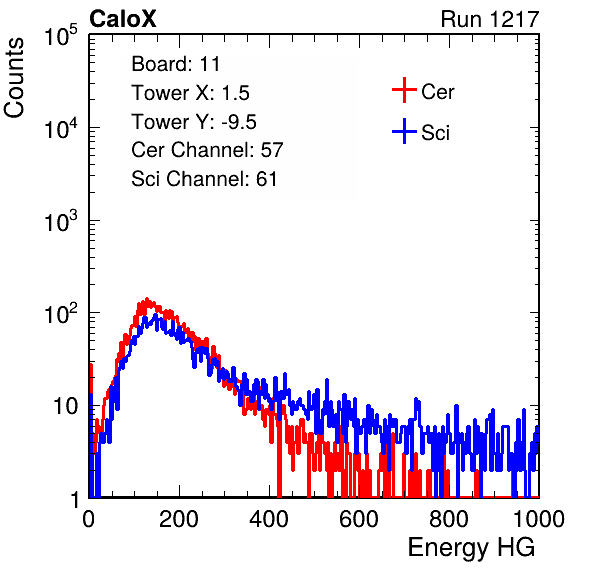 CaloX Run 1217
Board: 11
Tower X: 1.5
Tower Y: -9.5
Cer Channel: 57
Sci Channel: 61
Cer
Sci
Counts
10^5
10^4
10^3
10^2
10
1
0 200 400 600 800 1000
Energy HG